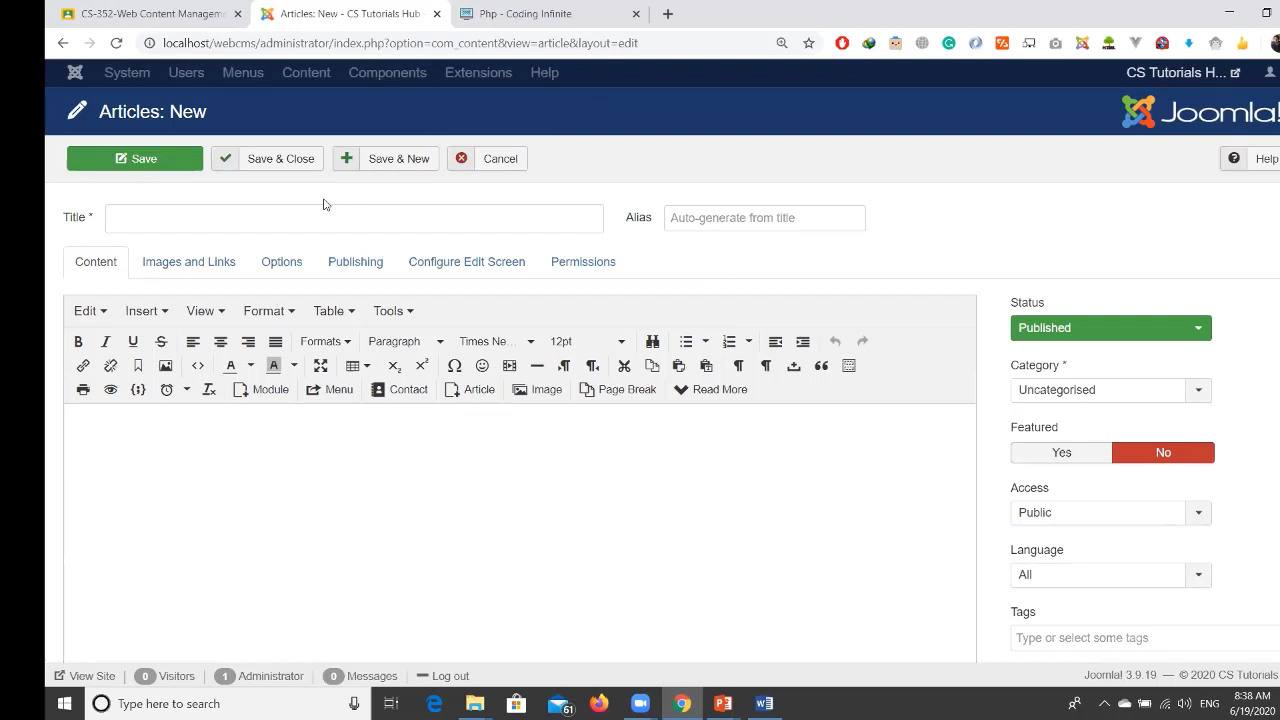 CS-352-Web Content Managem
Articles: New - CS Tutorials Hub -
Php - Coding Infinite
localhost/webcms/administrator/index.php?option=com_content&view=article&layout=edit
System Users Menus Content Components Extensions Help CS Tutorials H...
Articles: New Joomla!
Save Save & Close Save & New Cancel Help
Title * Alias Auto-generate from title
Content Images and Links Options Publishing Configure Edit Screen Permissions
Edit Insert View Format Table Tools
B I U S Formats Paragraph Times Ne... 12pt
Module Menu Contact Article Image Page Break Read More
Status
Published
Category *
Uncategorised
Featured
Yes No
Access
Public
Language
All
Tags
Type or select some tags
View Site 0 Visitors 1 Administrator 0 Messages Log out Joomla! 3.9.19 — © 2020 CS Tutorials
Type here to search 61 ENG
8:38 AM
6/19/2020